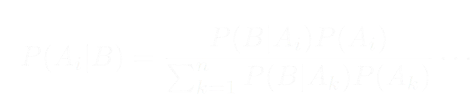 P(A_i|B) = \frac{P(B|A_i)P(A_i)}{\sum_{k=1}^{n} P(B|A_k)P(A_k)}